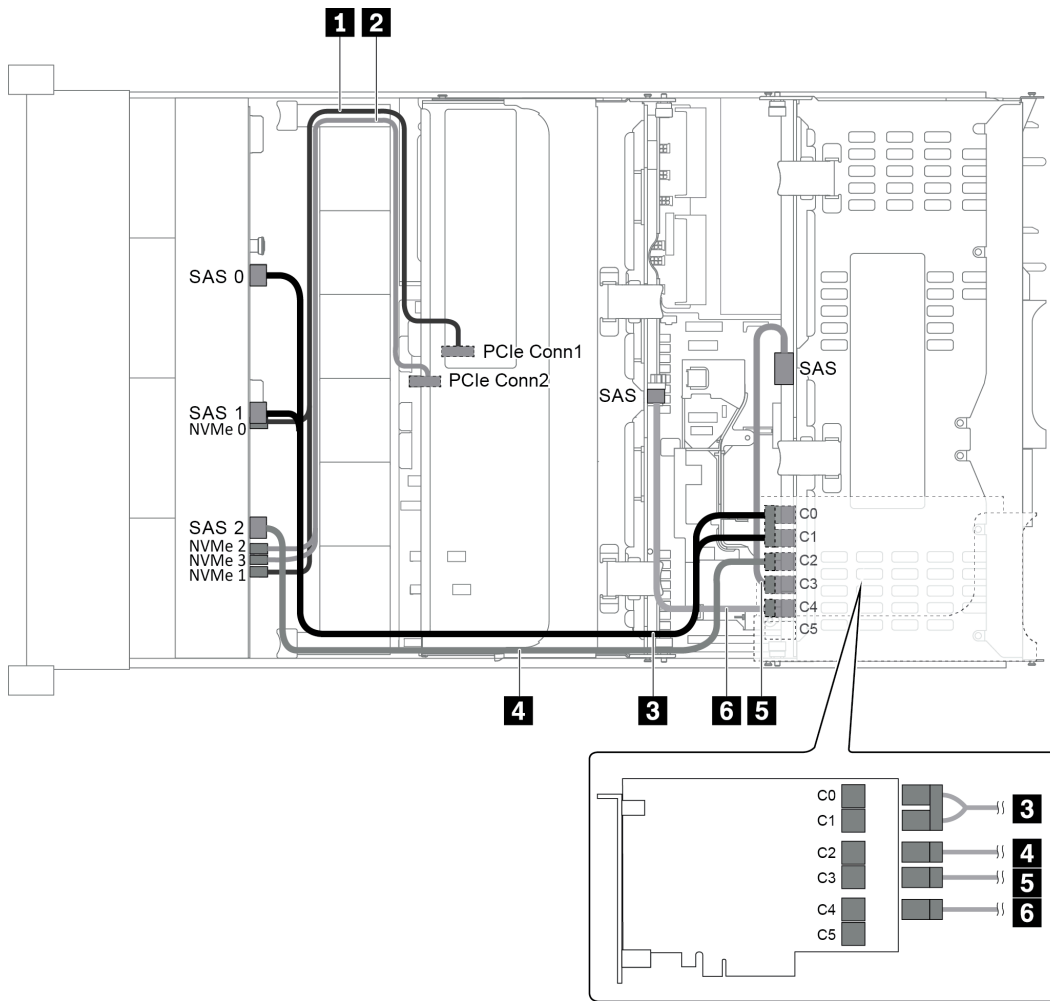 1 2
SAS 0
PCIe Conn1
SAS
PCIe Conn2
SAS
SAS 1
NVMe 0
C0
SAS 2
C1
NVMe 2
C2
NVMe 3
NVMe 1
C3
C4
C5
4 3 6 5
C0
3
C1
C2
4
C3
5
C4
6
C5